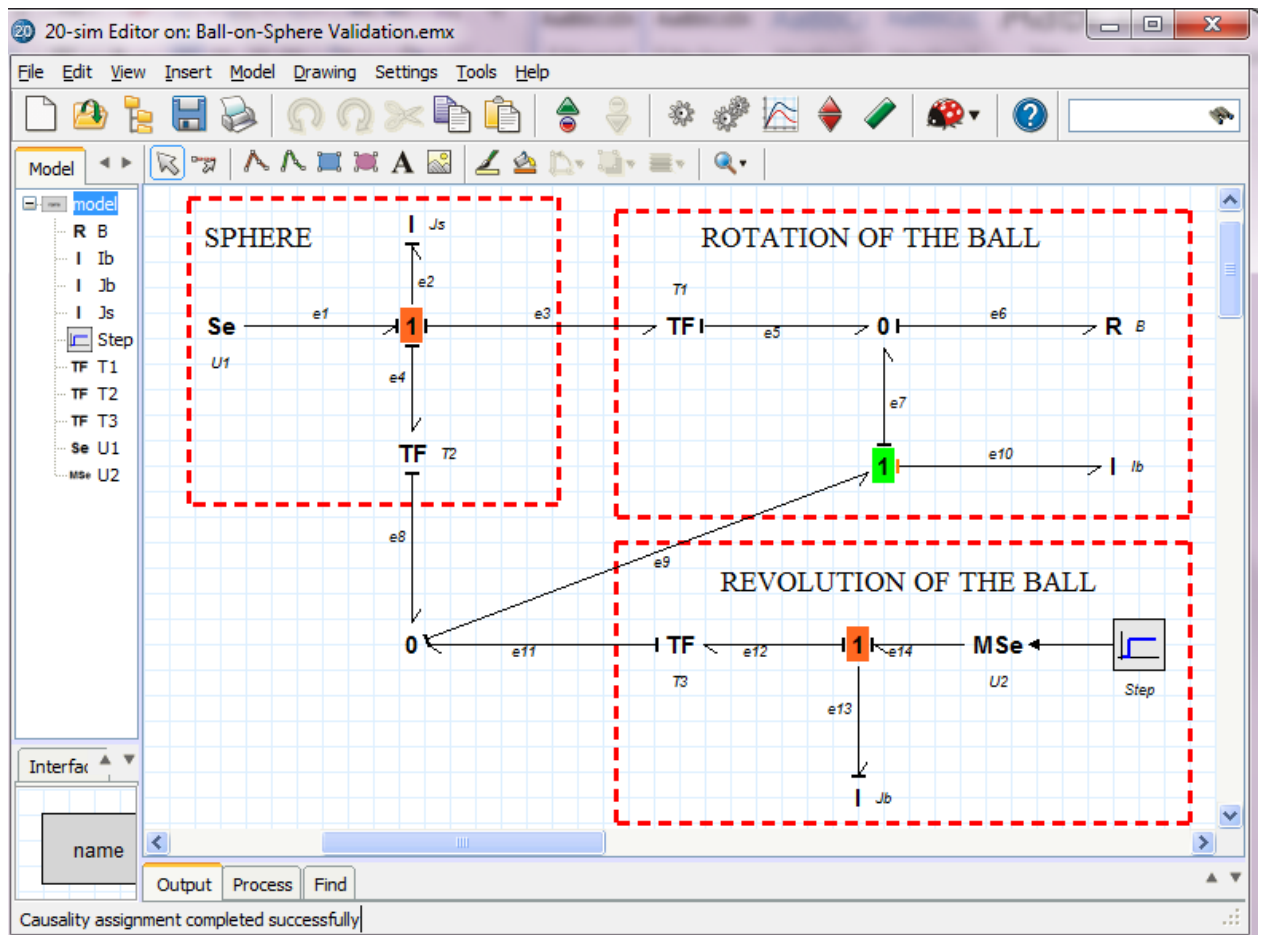 20 20-sim Editor on: Ball-on-Sphere Validation.emx
File Edit View Insert Model Drawing Settings Tools Help
Model
A
model
R B
I Ib
I Jb
I Js
Step
TF T1
TF T2
TF T3
Se U1
MSe U2
SPHERE
I Js
e2
Se e1 1 e3
U1
e4
TF T2
e8
0
ROTATION OF THE BALL
T1
TF e5 0 e6 R B
e7
1 e10 I Ib
e9
REVOLUTION OF THE BALL
e11 TF e12 1 e14 MSe
T3 U2 Step
e13
I Jb
Interfac
name
Output Process Find
Causality assignment completed successfully